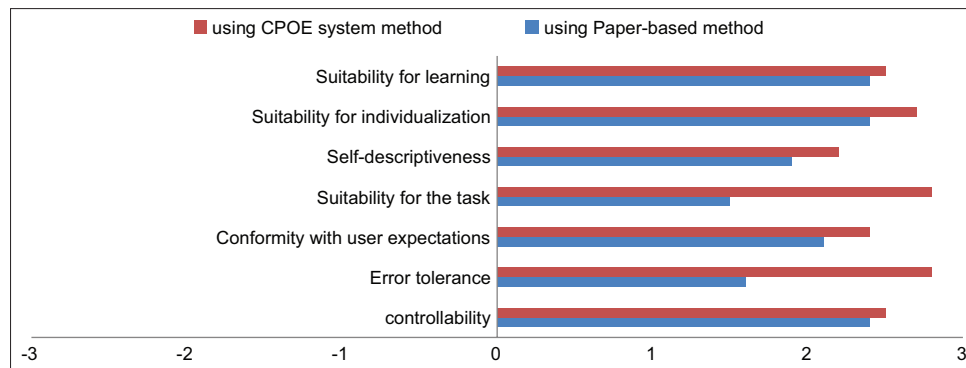 using CPOE system method using Paper-based method
Suitability for learning
Suitability for individualization
Self-descriptiveness
Suitability for the task
Conformity with user expectations
Error tolerance
controllability
-3 -2 -1 0 1 2 3